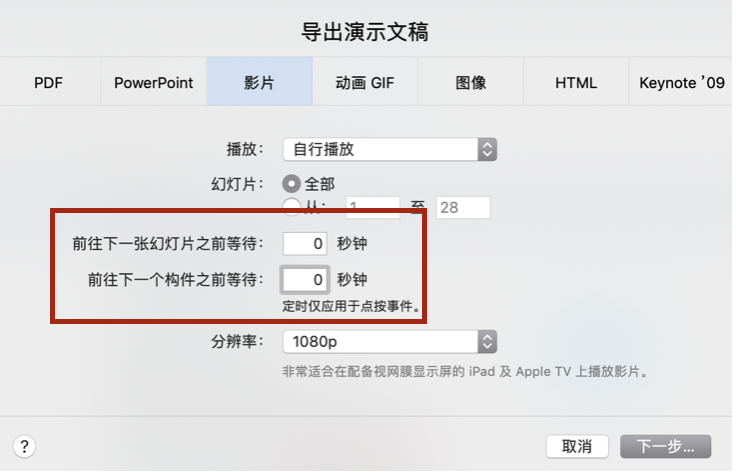 导出演示文稿
PDF PowerPoint 影片 动画 GIF 图像 HTML Keynote ’09
播放： 自行播放
幻灯片： 全部
从： 1 至 28
前往下一张幻灯片之前等待： 0 秒钟
前往下一个构件之前等待： 0 秒钟
定时仅应用于点按事件。
分辨率： 1080p
非常适合在配备视网膜显示屏的 iPad 及 Apple TV 上播放影片。
? 取消 下一步...